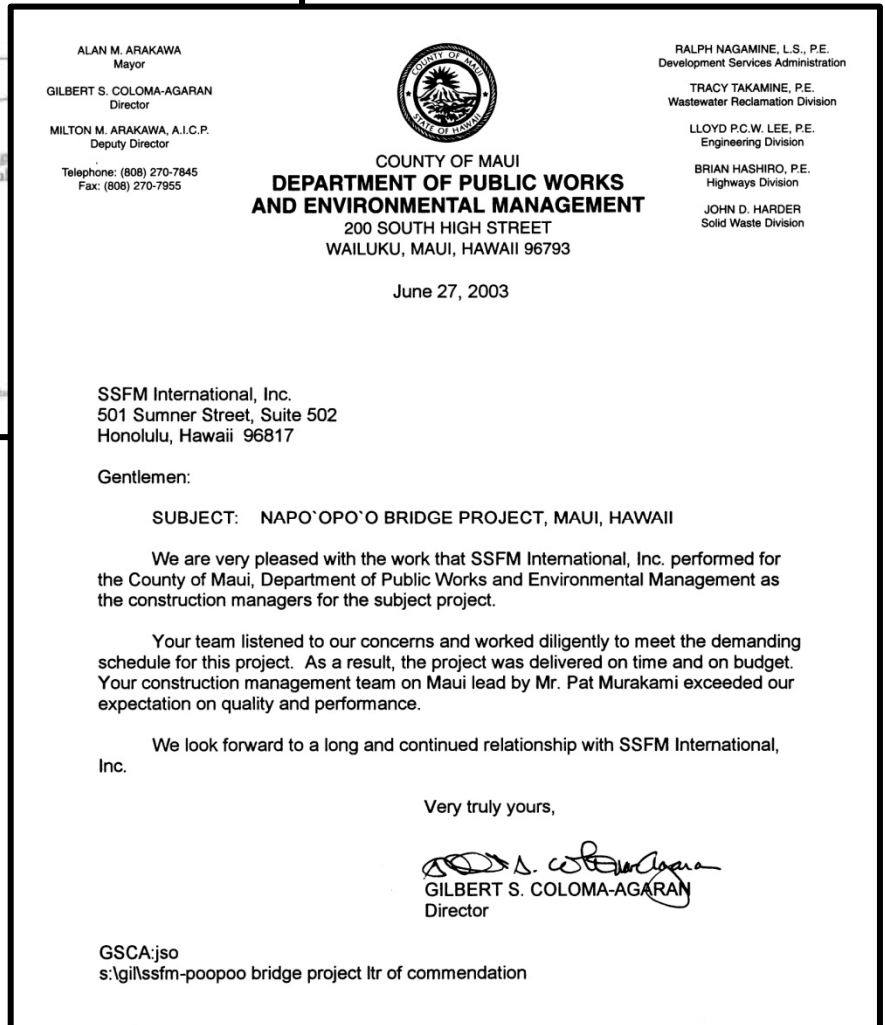 ALAN M. ARAKAWA
Mayor
GILBERT S. COLOMA-AGARAN
Director
MILTON M. ARAKAWA, A.I.C.P.
Deputy Director
Telephone: (808) 270-7845
Fax: (808) 270-7955
COUNTY OF MAUI
STATE OF HAWAII
COUNTY OF MAUI
DEPARTMENT OF PUBLIC WORKS
AND ENVIRONMENTAL MANAGEMENT
200 SOUTH HIGH STREET
WAILUKU, MAUI, HAWAII 96793
RALPH NAGAMINE, L.S., P.E.
Development Services Administration
TRACY TAKAMINE, P.E.
Wastewater Reclamation Division
LLOYD P.C.W. LEE, P.E.
Engineering Division
BRIAN HASHIRO, P.E.
Highways Division
JOHN D. HARDER
Solid Waste Division
June 27, 2003
SSFM International, Inc.
501 Sumner Street, Suite 502
Honolulu, Hawaii 96817
Gentlemen:
SUBJECT: NAPO`OPO`O BRIDGE PROJECT, MAUI, HAWAII
We are very pleased with the work that SSFM International, Inc. performed for
the County of Maui, Department of Public Works and Environmental Management as
the construction managers for the subject project.
Your team listened to our concerns and worked diligently to meet the demanding
schedule for this project. As a result, the project was delivered on time and on budget.
Your construction management team on Maui lead by Mr. Pat Murakami exceeded our
expectation on quality and performance.
We look forward to a long and continued relationship with SSFM International,
Inc.
Very truly yours,
GILBERT S. COLOMA-AGARAN
Director
GSCA:jso
s:\gil\ssfm-poopoo bridge project ltr of commendation